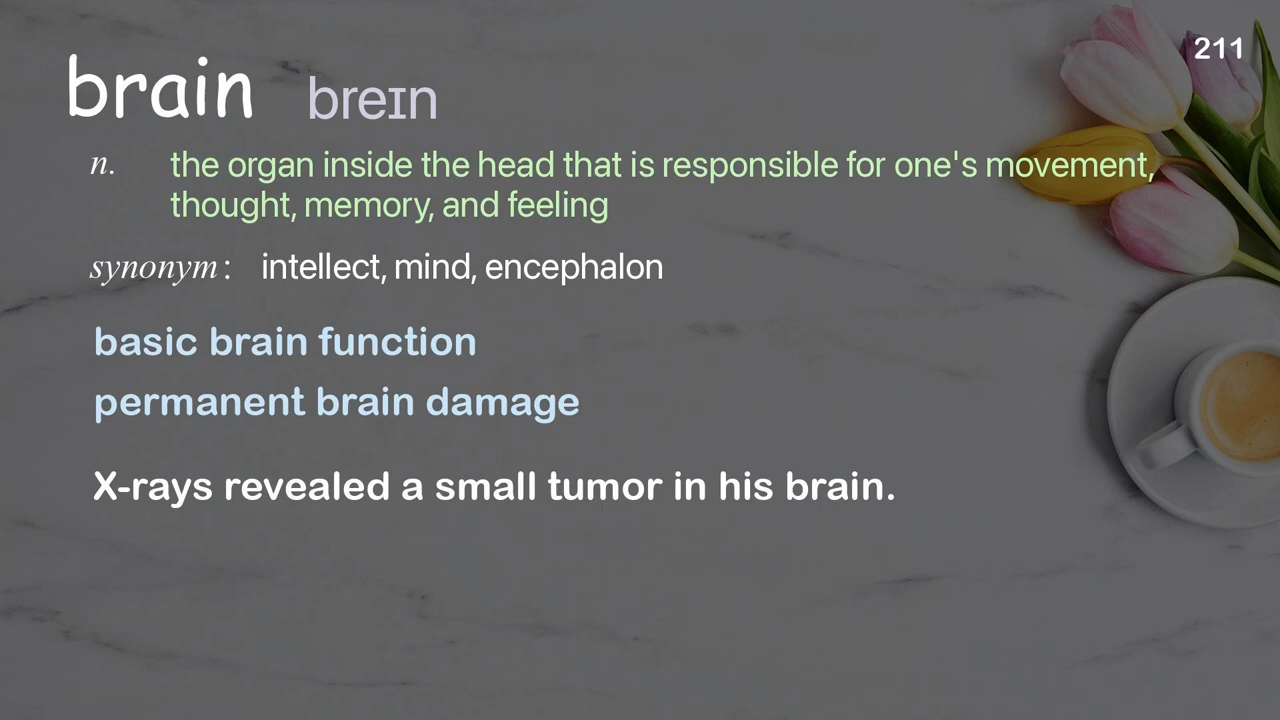 211
brain breɪn
n. the organ inside the head that is responsible for one's movement,
thought, memory, and feeling
synonym: intellect, mind, encephalon
basic brain function
permanent brain damage
X-rays revealed a small tumor in his brain.